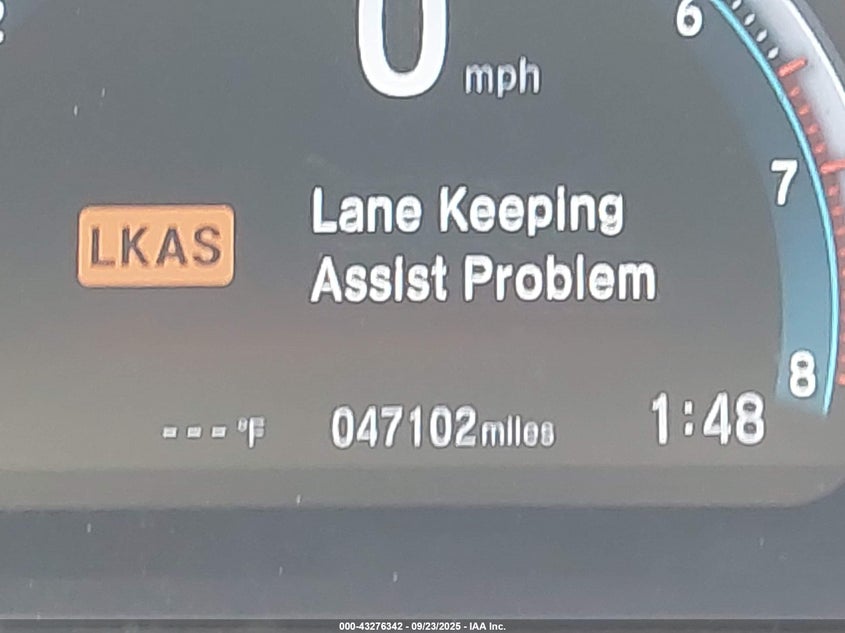 6
0 mph
7
LKAS
Lane Keeping
Assist Problem
8
---°F 047102miles 1:48
000-43276342 - 09/23/2025 - IAA Inc.